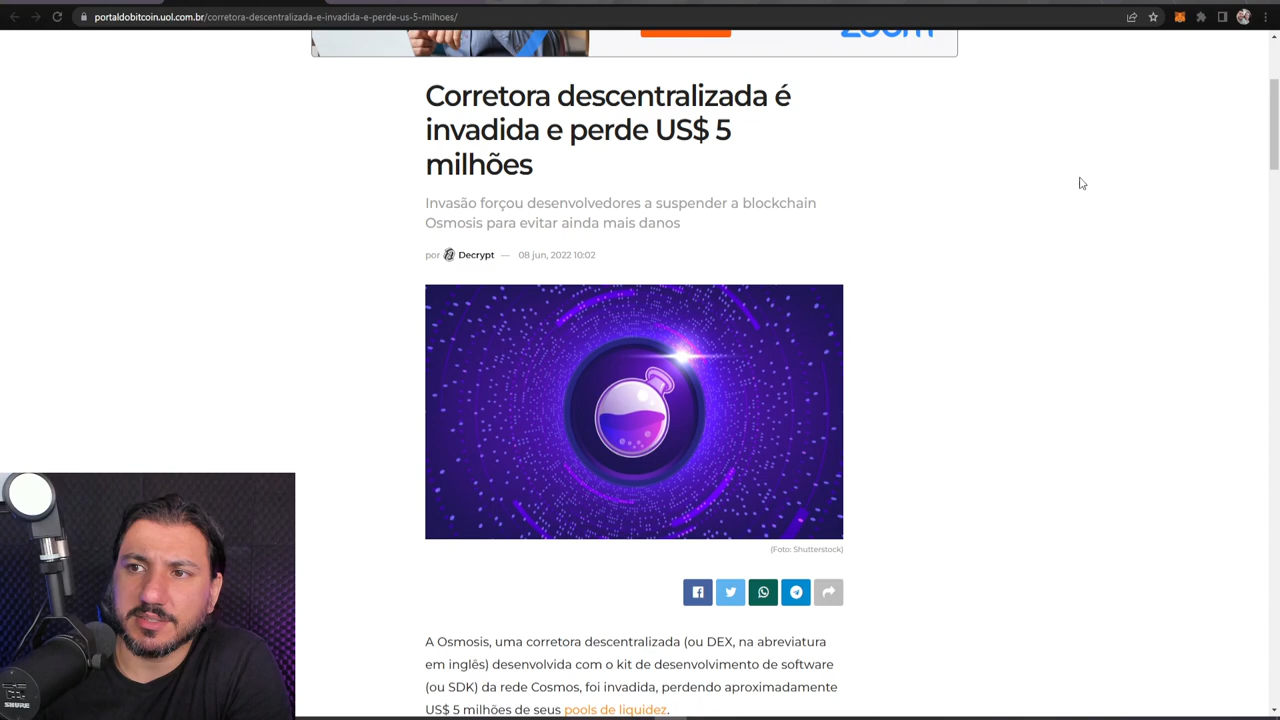 portaldobitcoin.uol.com.br/corretora-descentralizada-e-invadida-e-perde-us-5-milhoes/
zoom
Corretora descentralizada é
invadida e perde US$ 5
milhões
Invasão forçou desenvolvedores a suspender a blockchain
Osmosis para evitar ainda mais danos
por Decrypt — 08 jun, 2022 10:02
(Foto: Shutterstock)
A Osmosis, uma corretora descentralizada (ou DEX, na abreviatura
em inglês) desenvolvida com o kit de desenvolvimento de software
(ou SDK) da rede Cosmos, foi invadida, perdendo aproximadamente
US$ 5 milhões de seus pools de liquidez.
SHURE